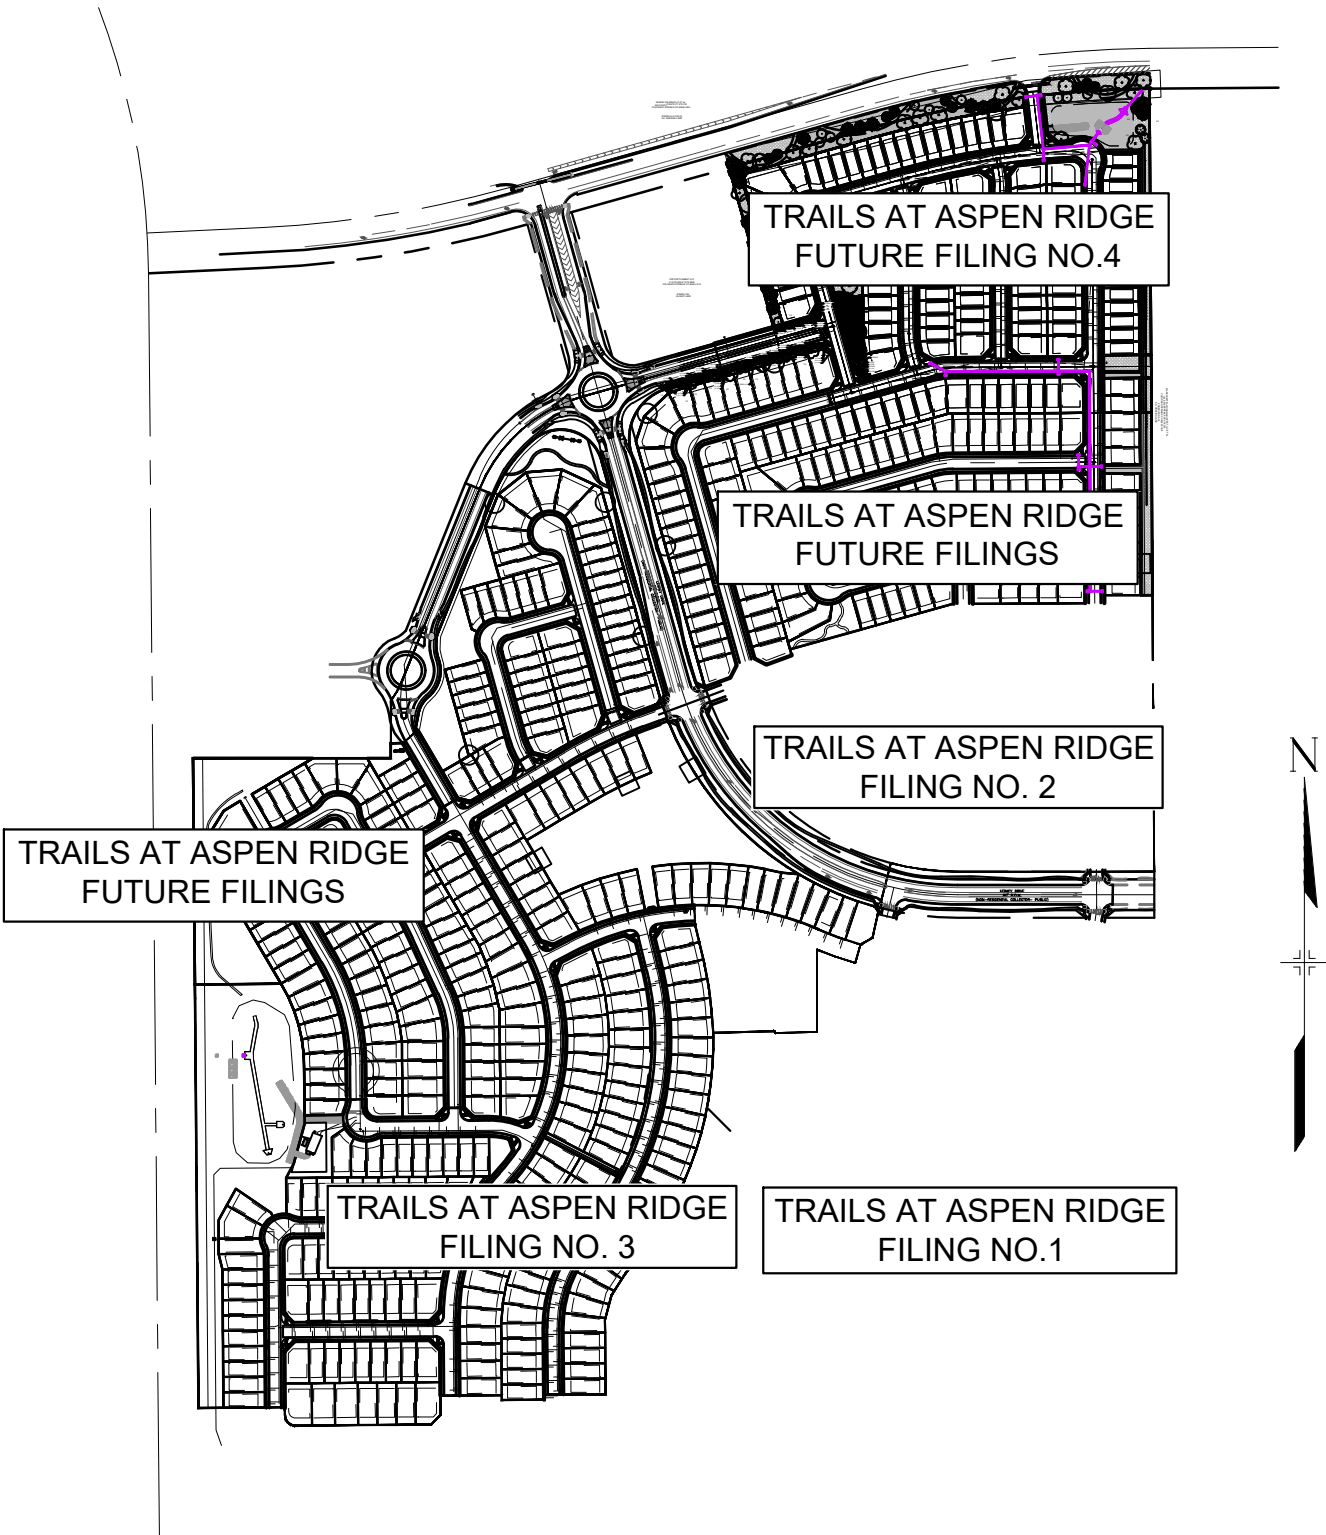 TRAILS AT ASPEN RIDGE
FUTURE FILING NO.4
TRAILS AT ASPEN RIDGE
FUTURE FILINGS
TRAILS AT ASPEN RIDGE
FILING NO. 2
N
TRAILS AT ASPEN RIDGE
FUTURE FILINGS
TRAILS AT ASPEN RIDGE
FILING NO. 3
TRAILS AT ASPEN RIDGE
FILING NO.1